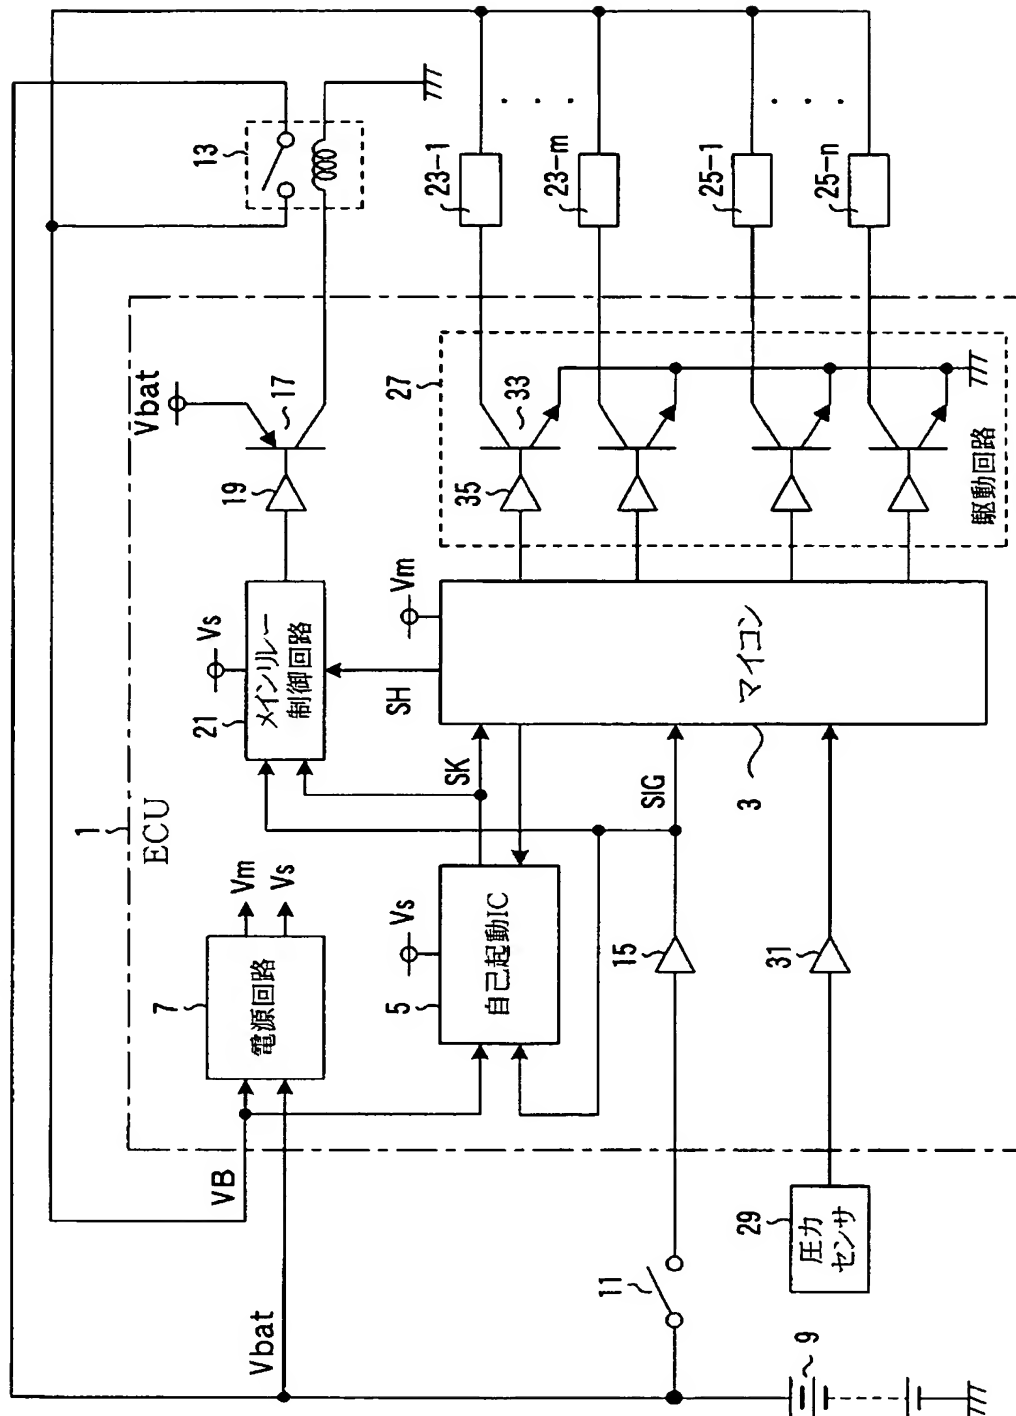 13
Vbat
17
19
Vs
21
メインリレー
制御回路
SH
SK
SIG
1
ECU
7
電源回路
Vm
Vs
VB
Vbat
5
自己起動IC
Vs
15
11
9
29
圧力
センサ
31
マイコン
3
Vm
27
33
35
駆動回路
23-1
23-m
25-1
25-n